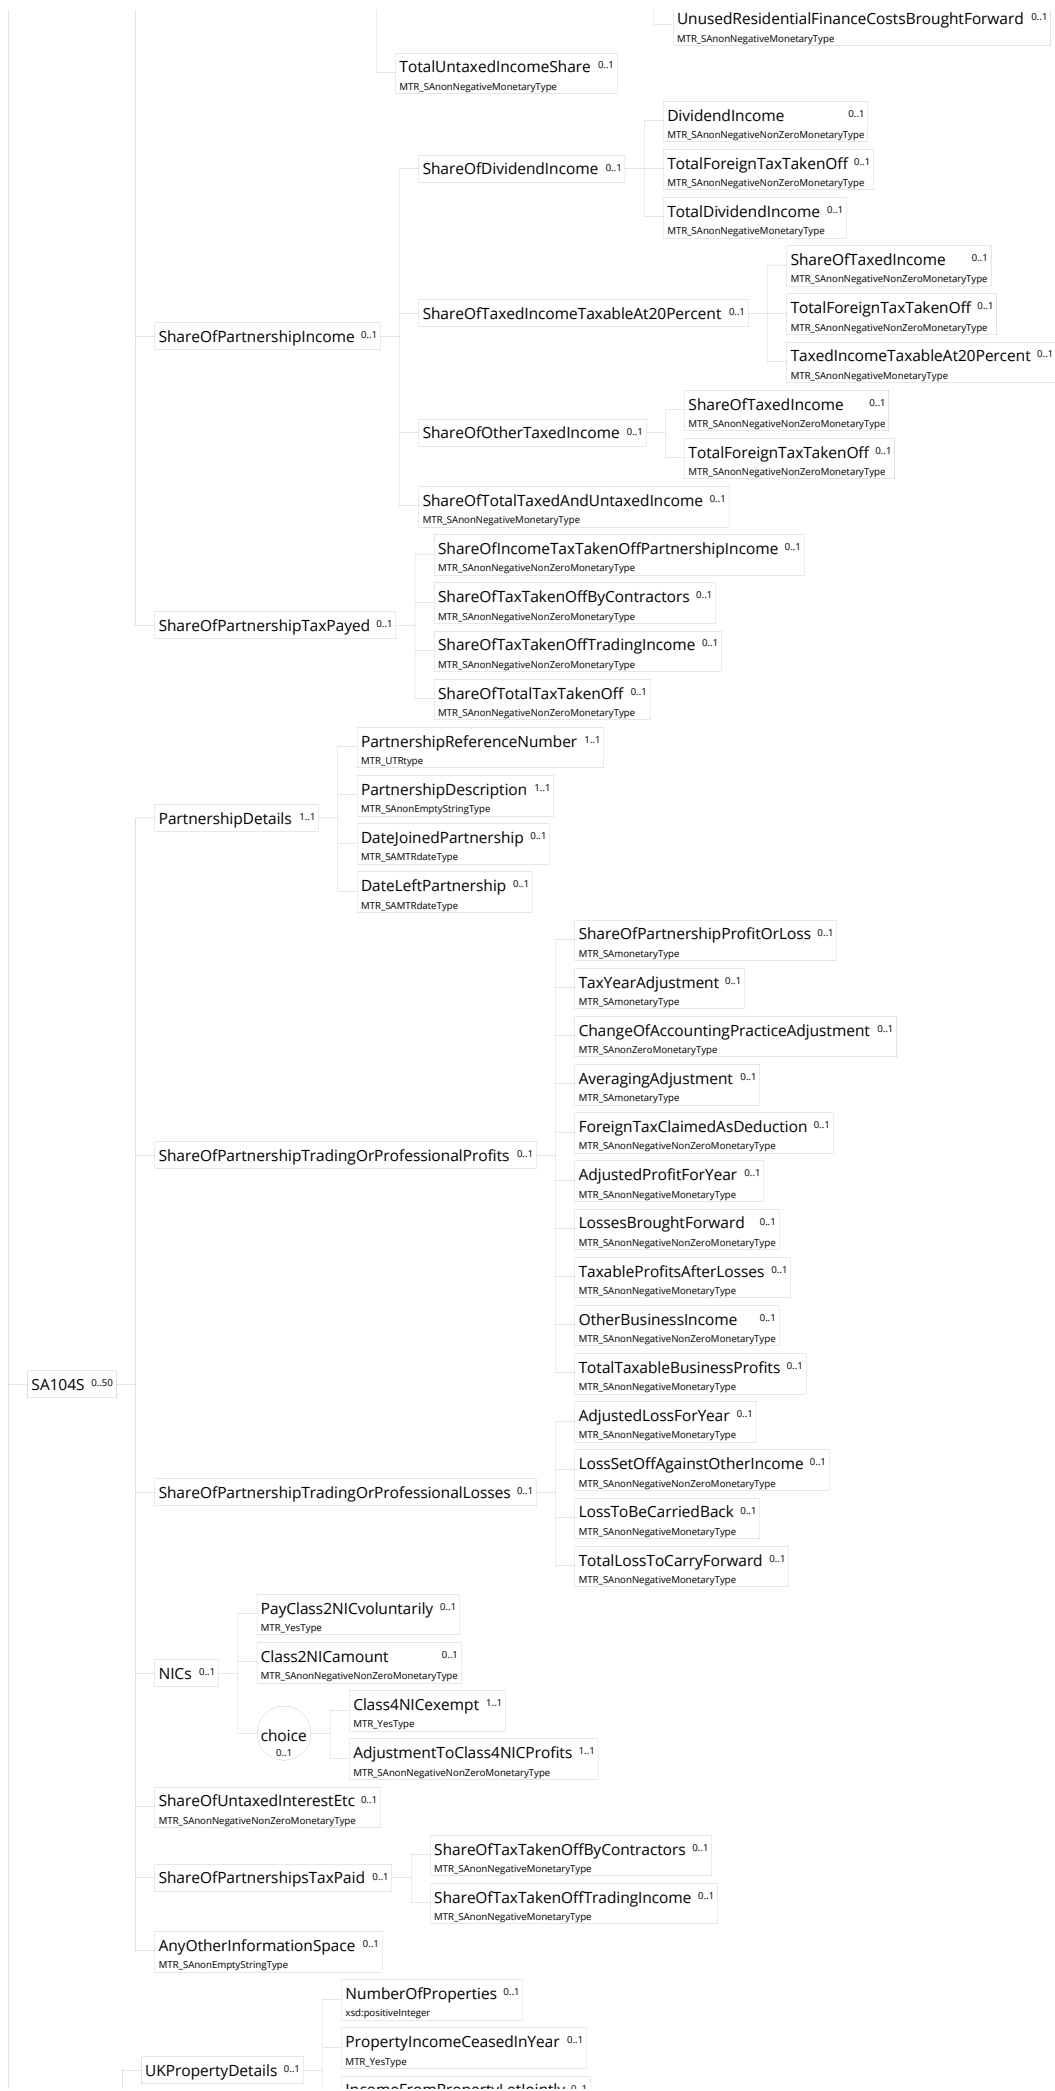 UnusedResidentialFinanceCostsBroughtForward 0..1
MTR_SAnonNegativeMonetaryType
TotalUntaxedIncomeShare 0..1
MTR_SAnonNegativeMonetaryType
DividendIncome 0..1
MTR_SAnonNegativeNonZeroMonetaryType
ShareOfDividendIncome 0..1
TotalForeignTaxTakenOff 0..1
MTR_SAnonNegativeNonZeroMonetaryType
TotalDividendIncome 0..1
MTR_SAnonNegativeMonetaryType
ShareOfTaxedIncome 0..1
MTR_SAnonNegativeNonZeroMonetaryType
ShareOfTaxedIncomeTaxableAt20Percent 0..1
TotalForeignTaxTakenOff 0..1
MTR_SAnonNegativeNonZeroMonetaryType
ShareOfPartnershipIncome 0..1
TaxedIncomeTaxableAt20Percent 0..1
MTR_SAnonNegativeMonetaryType
ShareOfTaxedIncome 0..1
MTR_SAnonNegativeNonZeroMonetaryType
ShareOfOtherTaxedIncome 0..1
TotalForeignTaxTakenOff 0..1
MTR_SAnonNegativeNonZeroMonetaryType
ShareOfTotalTaxedAndUntaxedIncome 0..1
MTR_SAnonNegativeMonetaryType
ShareOfIncomeTaxTakenOffPartnershipIncome 0..1
MTR_SAnonNegativeNonZeroMonetaryType
ShareOfTaxTakenOffByContractors 0..1
MTR_SAnonNegativeNonZeroMonetaryType
ShareOfPartnershipTaxPayed 0..1
ShareOfTaxTakenOffTradingIncome 0..1
MTR_SAnonNegativeNonZeroMonetaryType
ShareOfTotalTaxTakenOff 0..1
MTR_SAnonNegativeNonZeroMonetaryType
PartnershipReferenceNumber 1..1
MTR_UTRtype
PartnershipDescription 1..1
MTR_SAnonEmptyStringType
PartnershipDetails 1..1
DateJoinedPartnership 0..1
MTR_SAMTRdateType
DateLeftPartnership 0..1
MTR_SAMTRdateType
ShareOfPartnershipProfitOrLoss 0..1
MTR_SAmonetaryType
TaxYearAdjustment 0..1
MTR_SAmonetaryType
ChangeOfAccountingPracticeAdjustment 0..1
MTR_SAnonZeroMonetaryType
AveragingAdjustment 0..1
MTR_SAmonetaryType
ForeignTaxClaimedAsDeduction 0..1
MTR_SAnonNegativeNonZeroMonetaryType
ShareOfPartnershipTradingOrProfessionalProfits 0..1
AdjustedProfitForYear 0..1
MTR_SAnonNegativeMonetaryType
LossesBroughtForward 0..1
MTR_SAnonNegativeNonZeroMonetaryType
TaxableProfitsAfterLosses 0..1
MTR_SAnonNegativeMonetaryType
OtherBusinessIncome 0..1
MTR_SAnonNegativeNonZeroMonetaryType
TotalTaxableBusinessProfits 0..1
MTR_SAnonNegativeMonetaryType
SA104S 0..50
AdjustedLossForYear 0..1
MTR_SAnonNegativeMonetaryType
LossSetOffAgainstOtherIncome 0..1
MTR_SAnonNegativeNonZeroMonetaryType
ShareOfPartnershipTradingOrProfessionalLosses 0..1
LossToBeCarriedBack 0..1
MTR_SAnonNegativeMonetaryType
TotalLossToCarryForward 0..1
MTR_SAnonNegativeMonetaryType
PayClass2NICvoluntarily 0..1
MTR_YesType
Class2NICamount 0..1
MTR_SAnonNegativeNonZeroMonetaryType
NICs 0..1
Class4NICexempt 1..1
MTR_YesType
choice
0..1
AdjustmentToClass4NICProfits 1..1
MTR_SAnonNegativeNonZeroMonetaryType
ShareOfUntaxedInterestEtc 0..1
MTR_SAnonNegativeNonZeroMonetaryType
ShareOfTaxTakenOffByContractors 0..1
MTR_SAnonNegativeMonetaryType
ShareOfPartnershipsTaxPaid 0..1
ShareOfTaxTakenOffTradingIncome 0..1
MTR_SAnonNegativeMonetaryType
AnyOtherInformationSpace 0..1
MTR_SAnonEmptyStringType
NumberOfProperties 0..1
xsd:positiveInteger
PropertyIncomeCeasedInYear 0..1
MTR_YesType
UKPropertyDetails 0..1
IncomeFromPropertyLetJointly 0..1